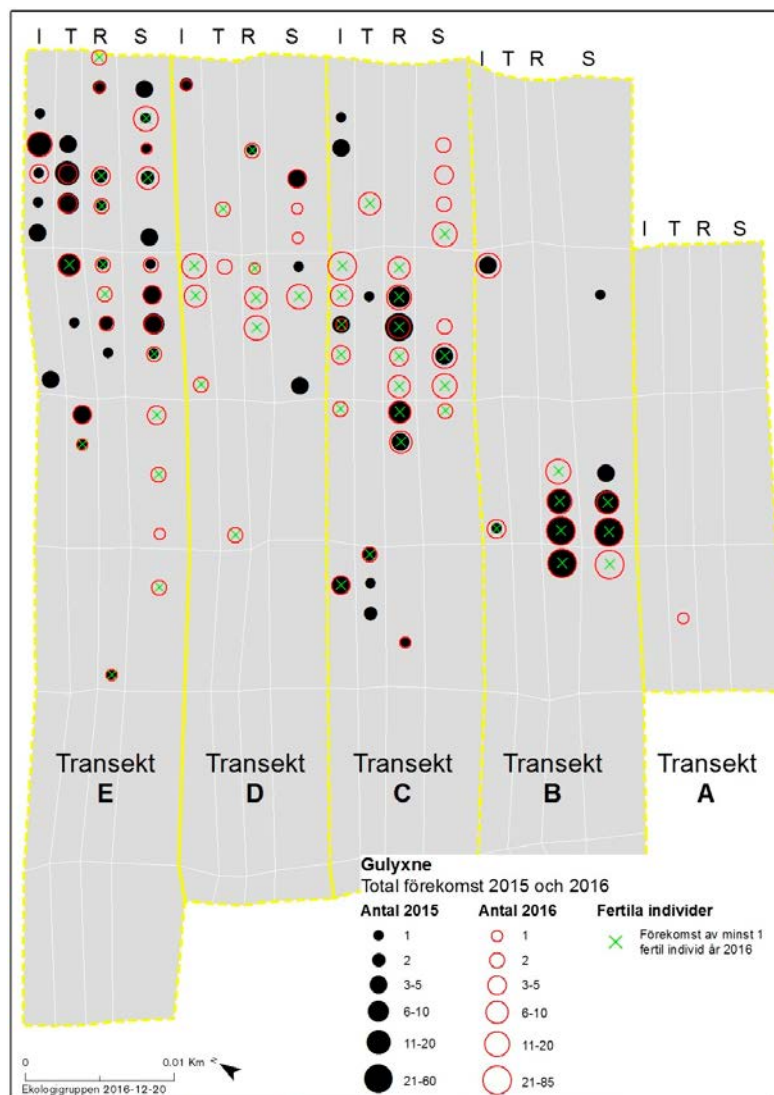 I T R S I T R S I T R S
I T R S
I T R S
Transekt
E
Transekt
D
Transekt
C
Transekt
B
Transekt
A
Gulyxne
Total förekomst 2015 och 2016
Antal 2015 Antal 2016 Fertila individer
1 1 Förekomst av minst 1
fertil individ år 2016
2 2
3-5 3-5
6-10 6-10
11-20 11-20
21-60 21-85
0 0.01 Km
Ekologigruppen 2016-12-20